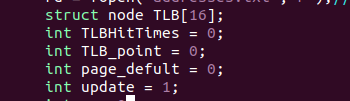 struct node TLB[16];
int TLBHitTimes = 0;
int TLB_point = 0;
int page_defult = 0;
int update = 1;